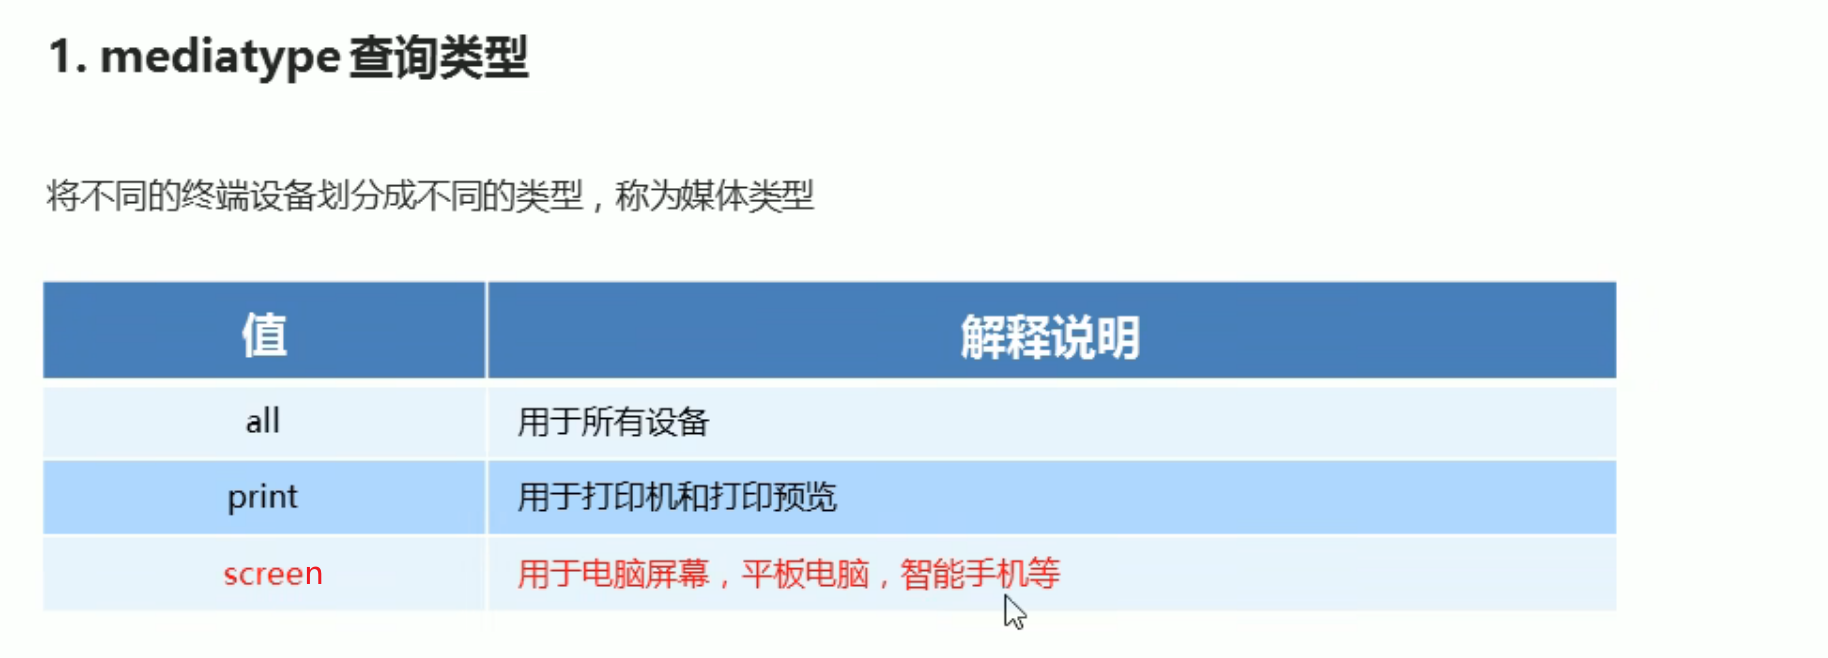 1. mediatype 查询类型
将不同的终端设备划分成不同的类型，称为媒体类型
值 解释说明
all 用于所有设备
print 用于打印机和打印预览
screen 用于电脑屏幕，平板电脑，智能手机等